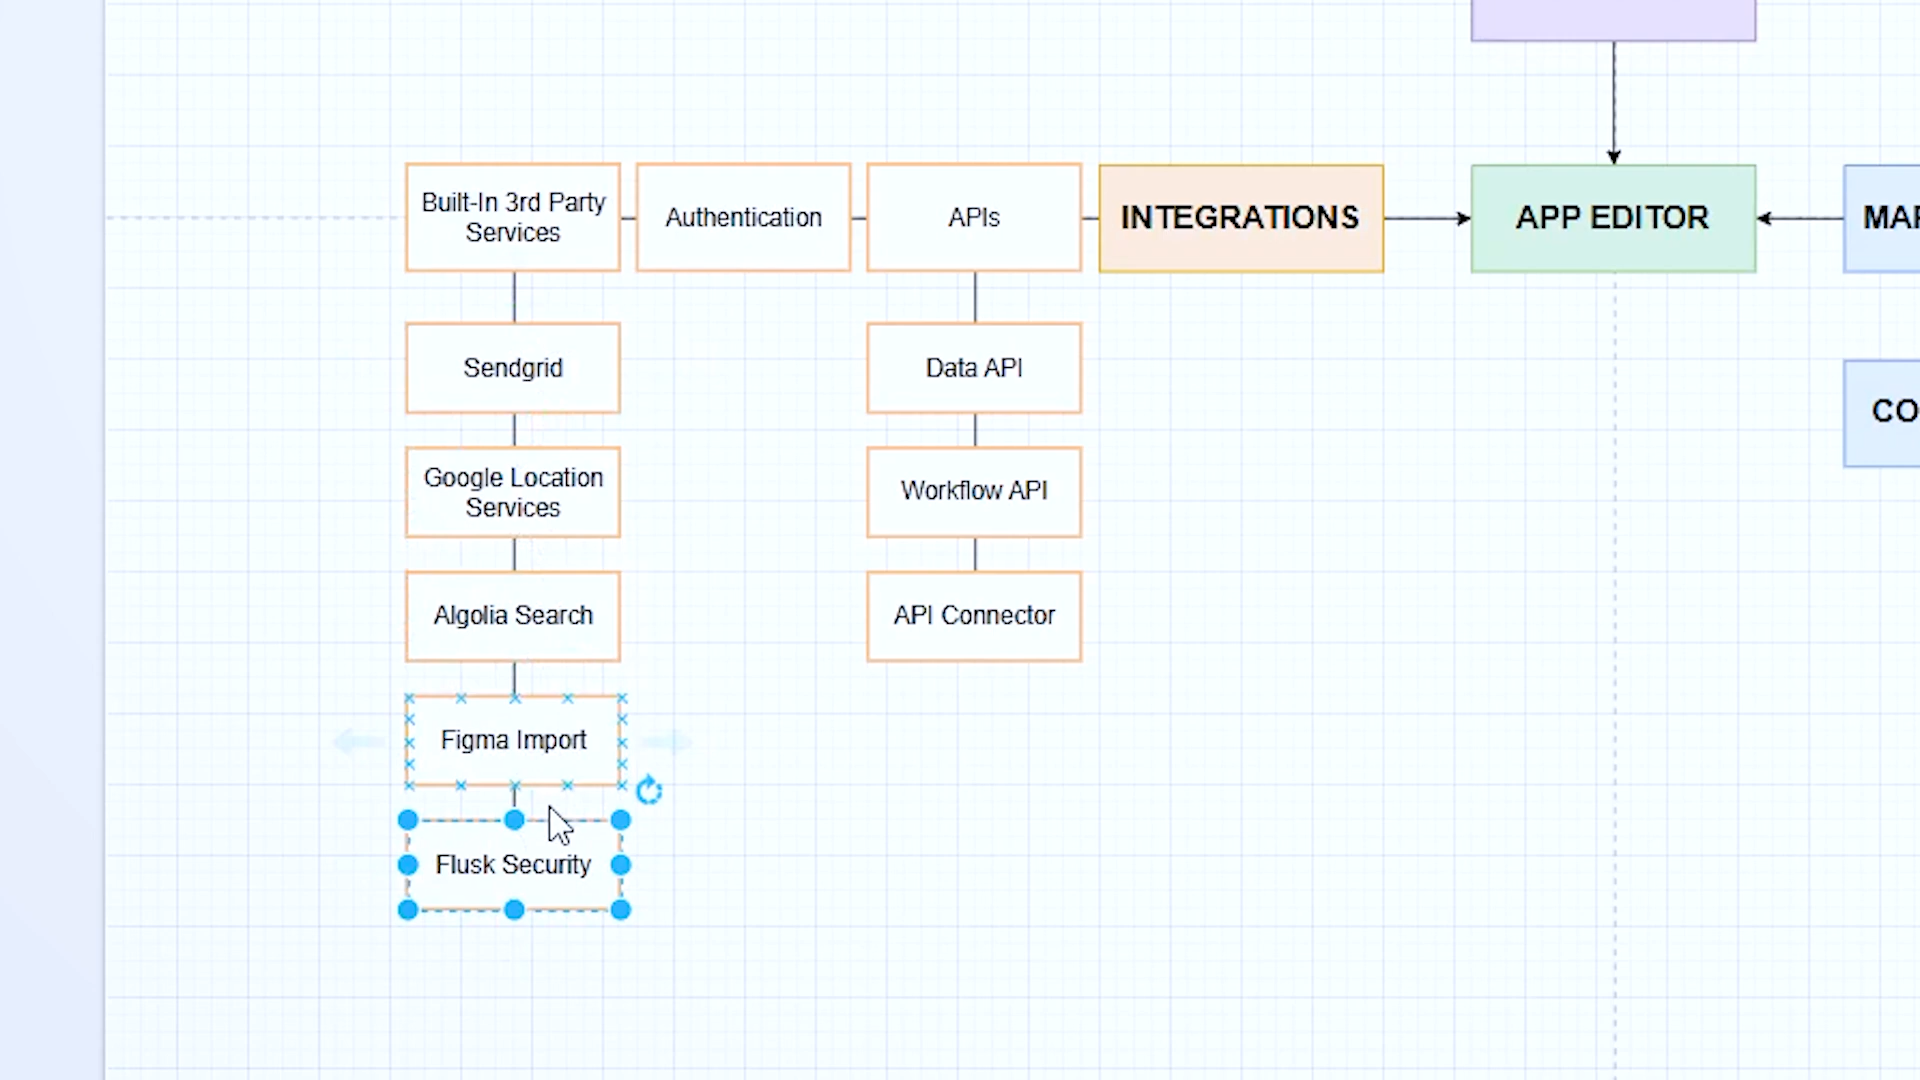 Built-In 3rd Party
Services
Authentication
APIs
INTEGRATIONS
APP EDITOR
Sendgrid
Data API
Google Location
Services
Workflow API
Algolia Search
API Connector
Figma Import
Flusk Security